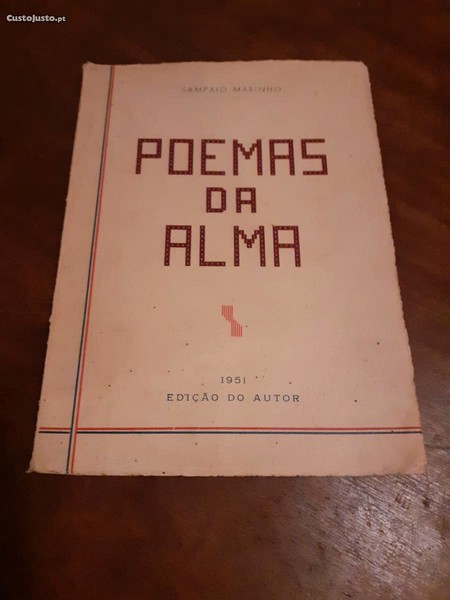 CustoJusto.pt
SAMPAIO MARINHO
POEMAS
DA
ALMA
1951
EDIÇÃO DO AUTOR